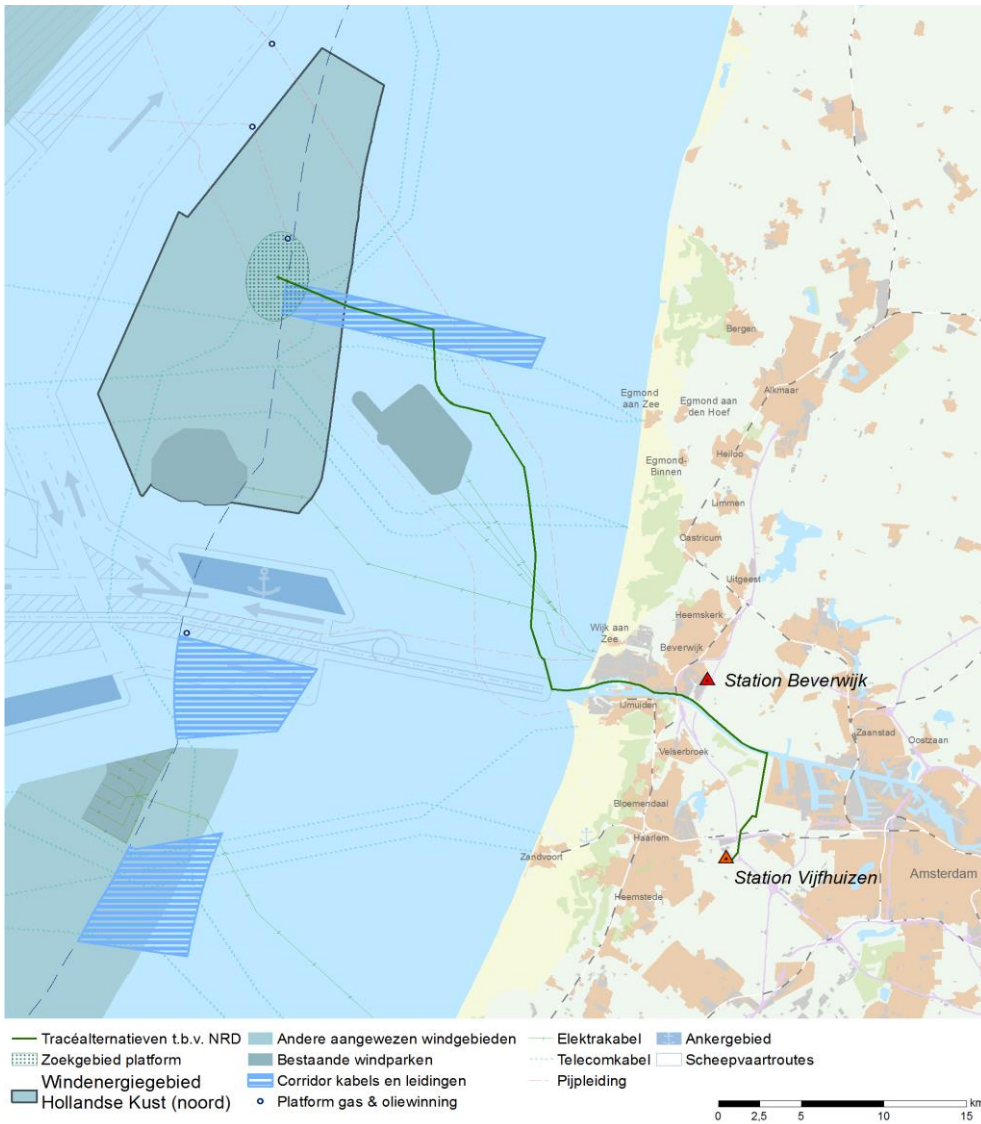 Bergen
Alkmaar
Egmond
aan Zee
Egmond aan
den Hoef
Heiloo
Egmond-
Binnen
Limmen
Castricum
Uitgeest
Heemskerk
Wijk aan
Zee
Beverwijk
Station Beverwijk
IJmuiden
Zaanstad
Oostzaan
Velserbroek
Bloemendaal
Haarlem
Zandvoort
Station Vijfhuizen
Amsterdam
Heemstede
Tracéalternatieven t.b.v. NRD
Zoekgebied platform
Windenergiegebied
Hollandse Kust (noord)
Andere aangewezen windgebieden
Bestaande windparken
Corridor kabels en leidingen
Platform gas & oliewinning
Elektrakabel
Telecomkabel
Pijpleiding
Ankergebied
Scheepvaartroutes
km
0 2,5 5 10 15